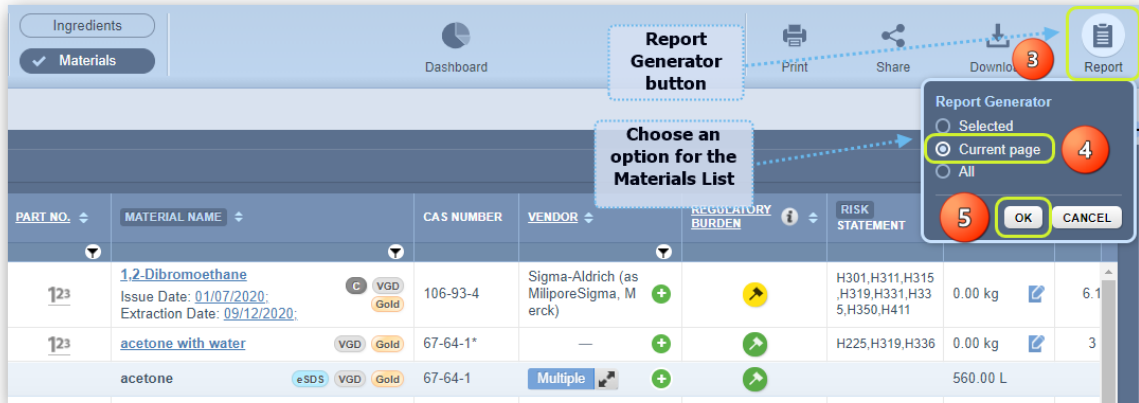 Ingredients
Materials
Dashboard
Report
Generator
button
Print
Share
Downlo
3
Report
Report Generator
Selected
Current page
4
All
Choose an
option for the
Materials List
5
OK
CANCEL
PART NO.
MATERIAL NAME
CAS NUMBER
VENDOR
REGULATORY
BURDEN
i
RISK
STATEMENT
123
1,2-Dibromoethane
Issue Date: 01/07/2020;
Extraction Date: 09/12/2020;
C
VGD
Gold
106-93-4
Sigma-Aldrich (as
MiliporeSigma, M
erck)
H301,H311,H315
,H319,H331,H33
5,H350,H411
0.00 kg
6.1
123
acetone with water
VGD
Gold
67-64-1*
—
H225,H319,H336
0.00 kg
3
acetone
eSDS
VGD
Gold
67-64-1
Multiple
560.00 L